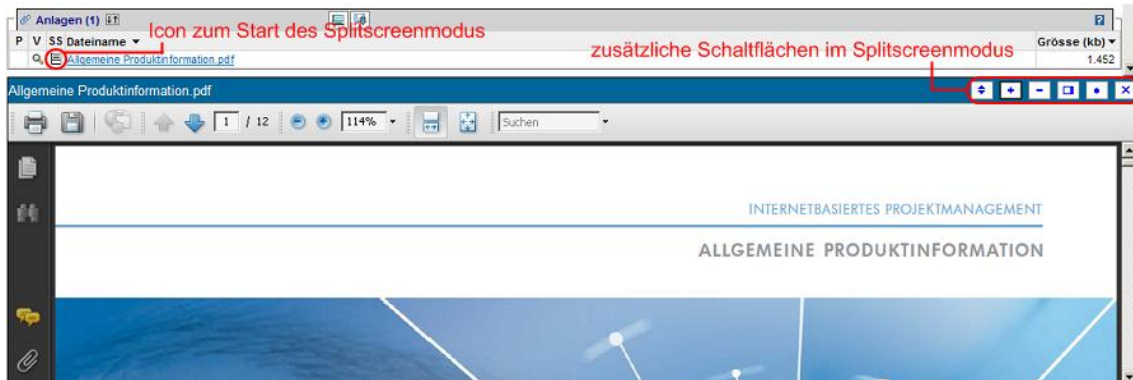 Anlagen (1)
Icon zum Start des Splitscreenmodus
P V SS Dateiname
Grösse (kb)
zusätzliche Schaltflächen im Splitscreenmodus
Allgemeine Produktinformation.pdf
1.452
Allgemeine Produktinformation.pdf
1 / 12
114%
Suchen
INTERNETBASIERTES PROJEKTMANAGEMENT
ALLGEMEINE PRODUKTINFORMATION